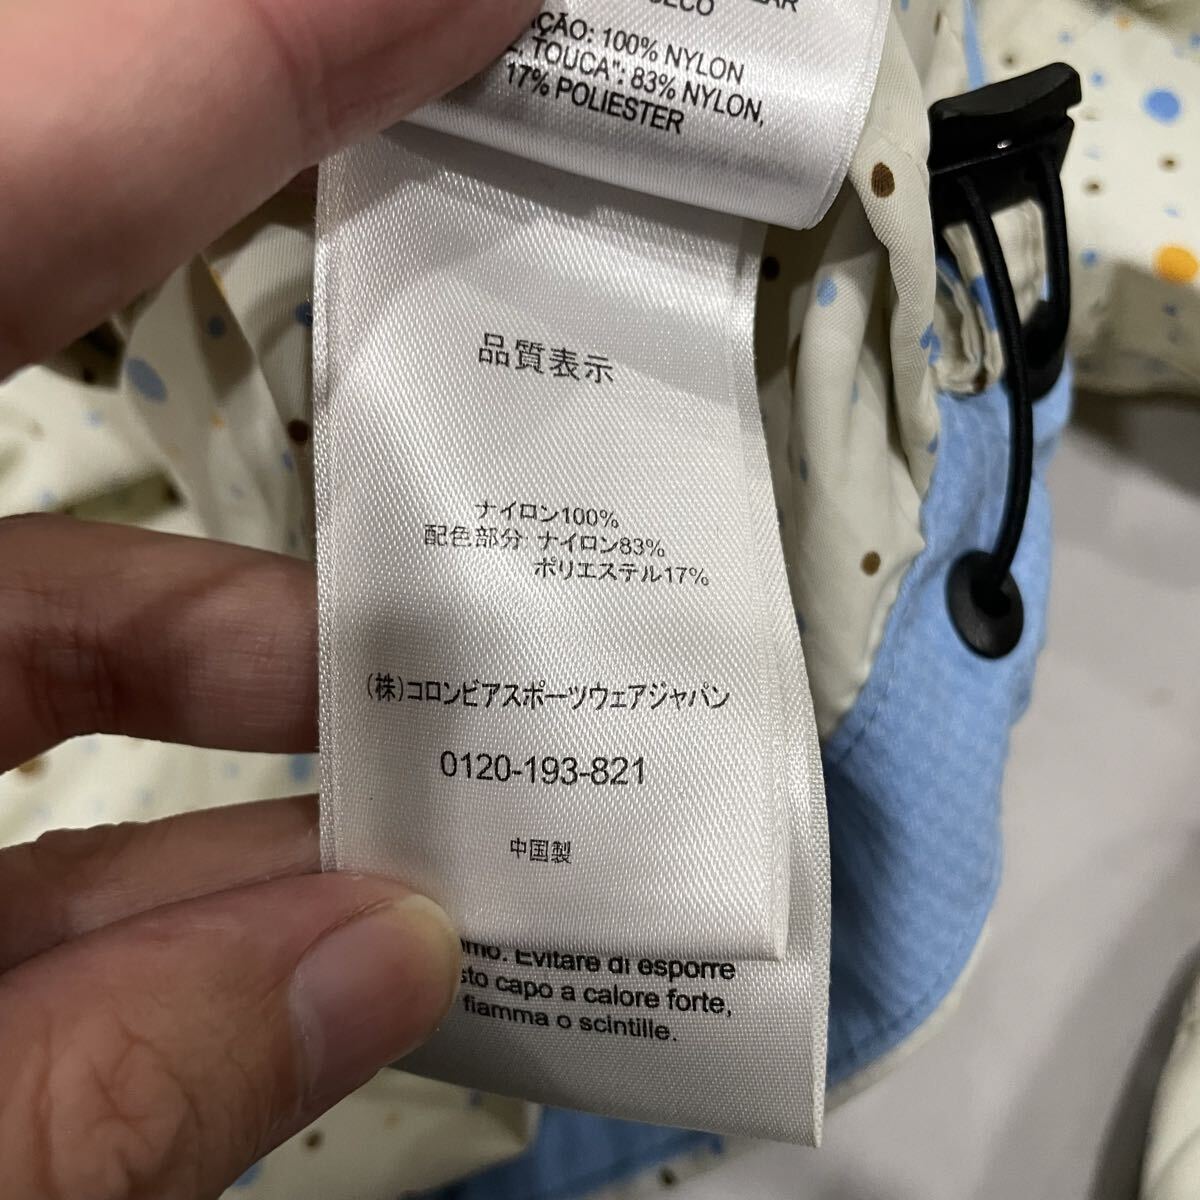 ÇÃO: 100% NYLON
TOUCA": 83% NYLON,
17% POLIESTER
品質表示
ナイロン100%
配色部分 ナイロン83%
ポリエステル17%
(株)コロンビアスポーツウェアジャパン
0120-193-821
中国製
Evitare di esporre
capo a calore forte,
fiamma o scintille.